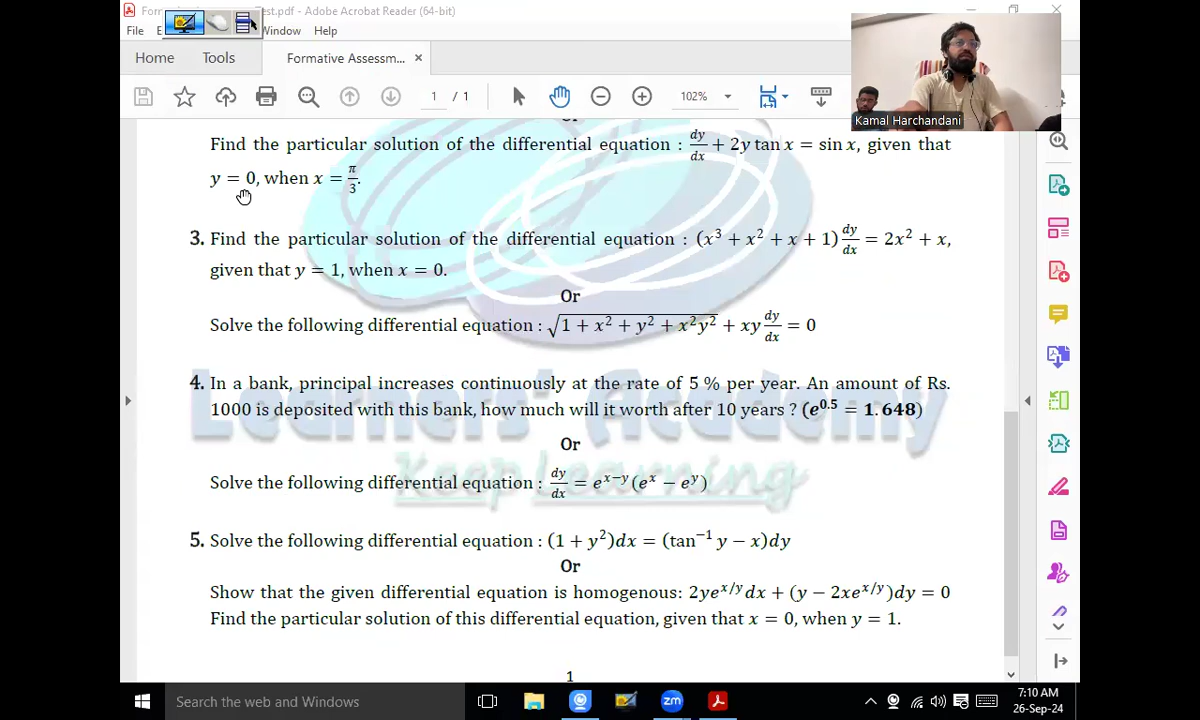 Form
Test.pdf - Adobe Acrobat Reader (64-bit)
File E Window Help
Home Tools Formative Assessm... ×
1 / 1 102%
Kamal Harchandani
Find the particular solution of the differential equation : dy/dx + 2y tan x = sin x, given that
y = 0, when x = π/3.
3. Find the particular solution of the differential equation : (x³ + x² + x + 1) dy/dx = 2x² + x,
given that y = 1, when x = 0.
Or
Solve the following differential equation : √(1 + x² + y² + x²y²) + xy dy/dx = 0
4. In a bank, principal increases continuously at the rate of 5 % per year. An amount of Rs.
1000 is deposited with this bank, how much will it worth after 10 years ? (e^0.5 = 1.648)
Or
Solve the following differential equation : dy/dx = e^(x−y)(e^x − e^y)
5. Solve the following differential equation : (1 + y²)dx = (tan⁻¹ y − x)dy
Or
Show that the given differential equation is homogenous: 2ye^(x/y)dx + (y − 2xe^(x/y))dy = 0
Find the particular solution of this differential equation, given that x = 0, when y = 1.
Learners' Academy
Keep Learning
1
Search the web and Windows
zm
7:10 AM
26-Sep-24